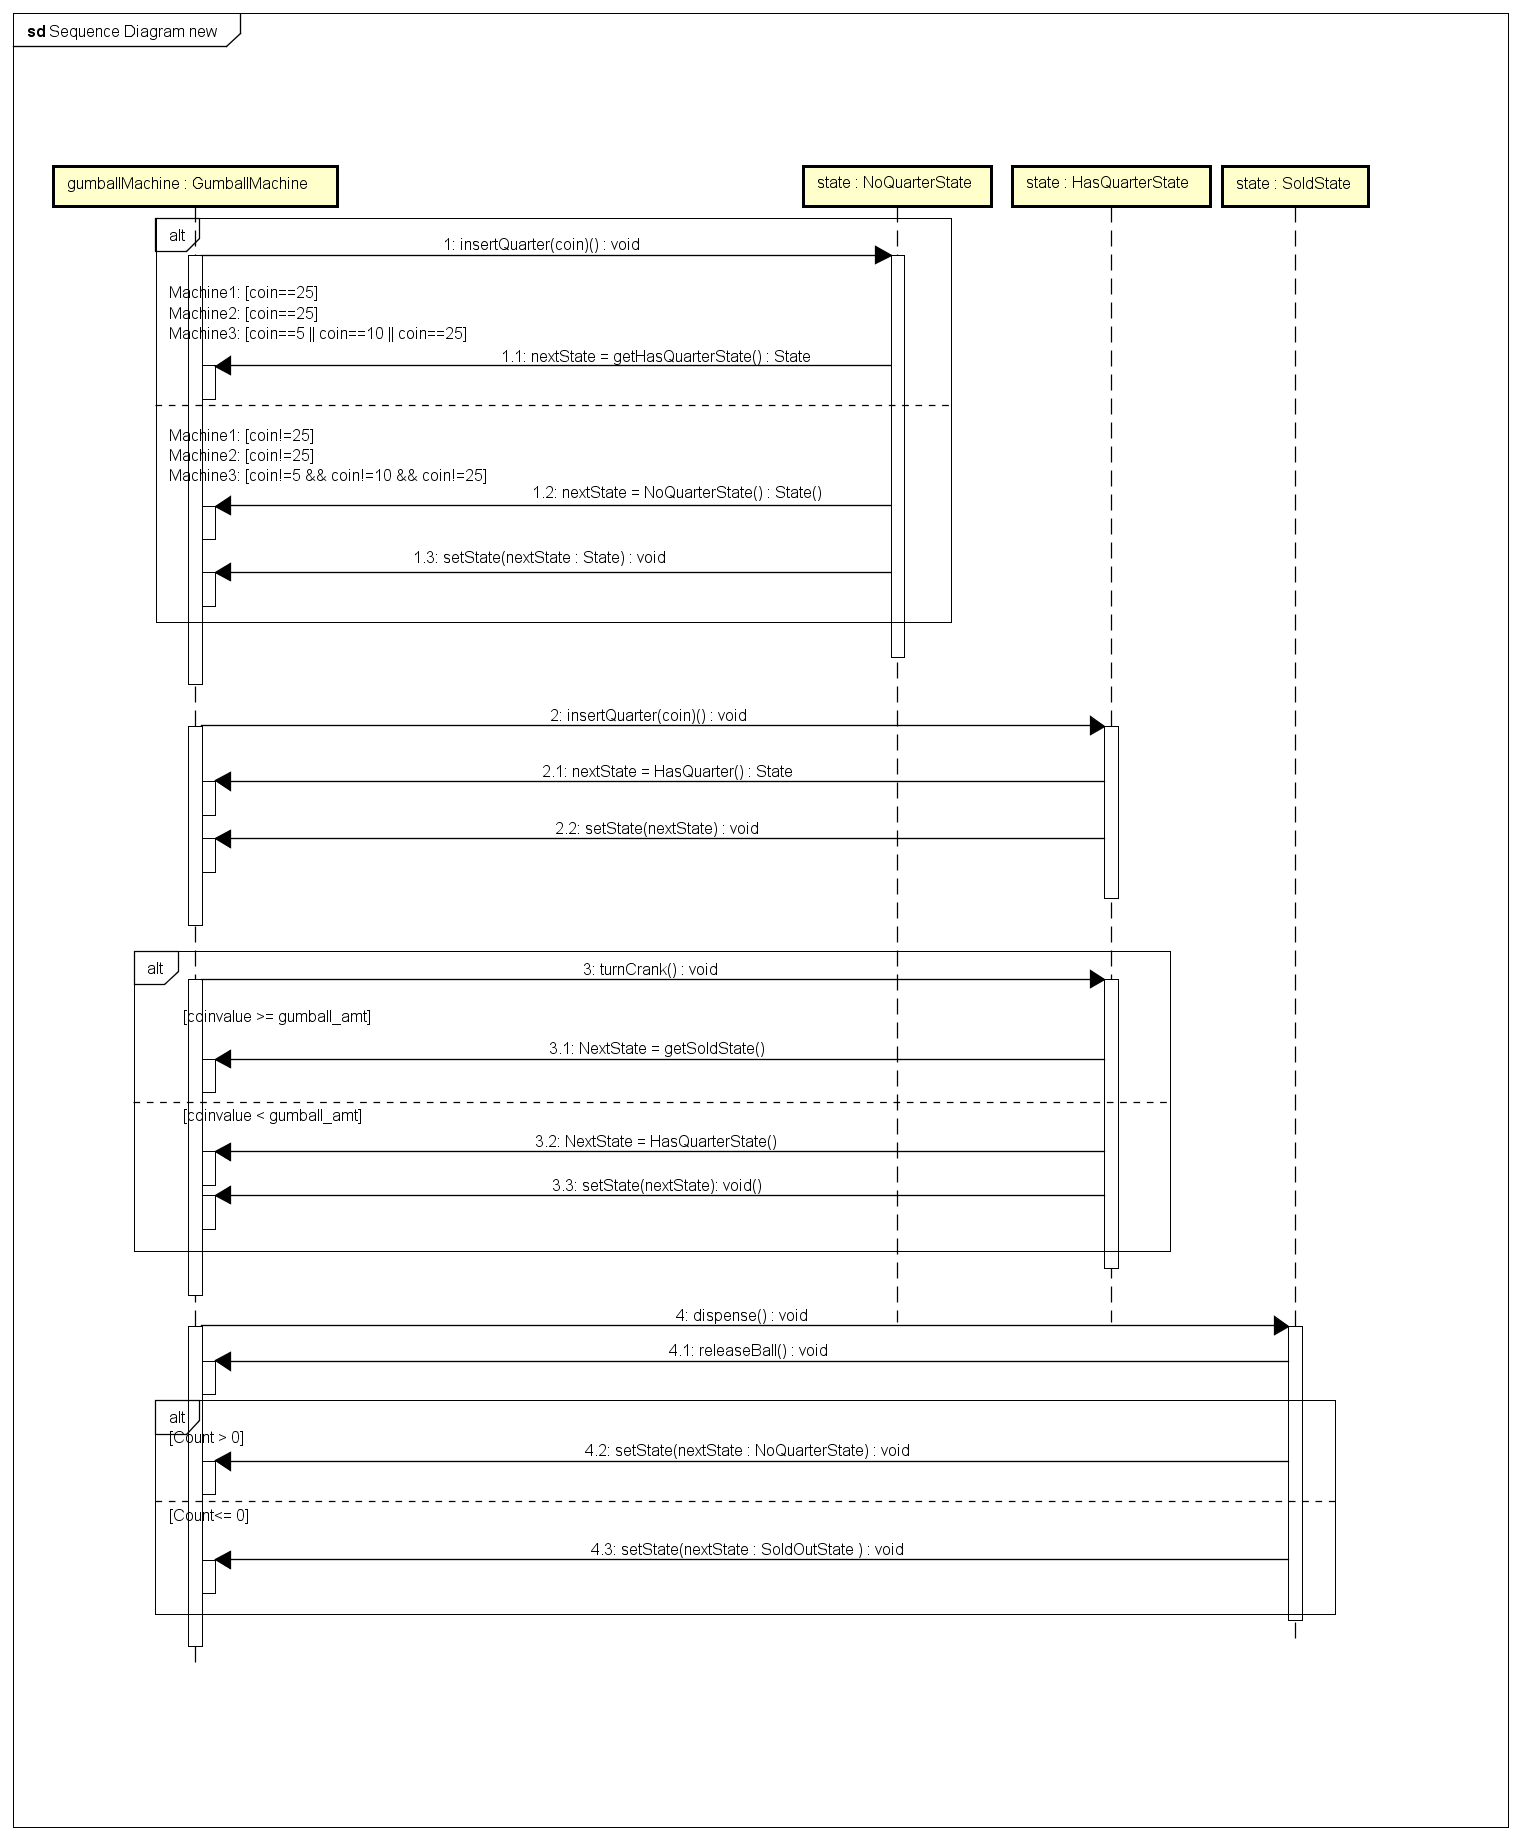 sd Sequence Diagram new
gumballMachine : GumballMachine
state : NoQuarterState
state : HasQuarterState
state : SoldState
alt
1: insertQuarter(coin)() : void
Machine1: [coin==25]
Machine2: [coin==25]
Machine3: [coin==5 || coin==10 || coin==25]
1.1: nextState = getHasQuarterState() : State
Machine1: [coin!=25]
Machine2: [coin!=25]
Machine3: [coin!=5 && coin!=10 && coin!=25]
1.2: nextState = NoQuarterState() : State()
1.3: setState(nextState : State) : void
2: insertQuarter(coin)() : void
2.1: nextState = HasQuarter() : State
2.2: setState(nextState) : void
alt
3: turnCrank() : void
[coinvalue >= gumball_amt]
3.1: NextState = getSoldState()
[coinvalue < gumball_amt]
3.2: NextState = HasQuarterState()
3.3: setState(nextState): void()
4: dispense() : void
4.1: releaseBall() : void
alt
[Count > 0]
4.2: setState(nextState : NoQuarterState) : void
[Count<= 0]
4.3: setState(nextState : SoldOutState ) : void